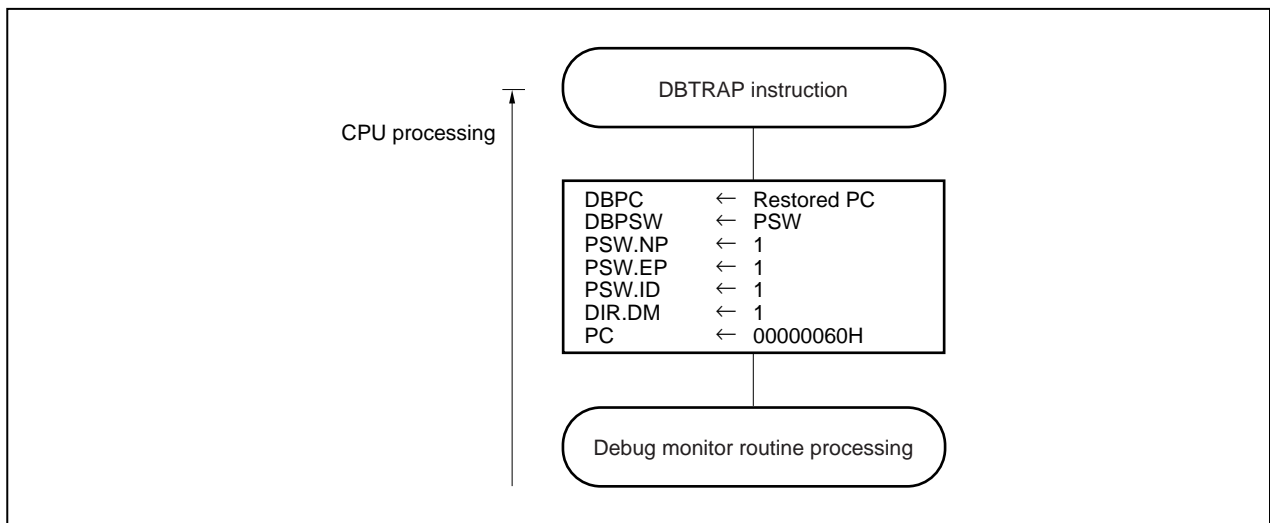 DBTRAP instruction
CPU processing
DBPC ← Restored PC
DBPSW ← PSW
PSW.NP ← 1
PSW.EP ← 1
PSW.ID ← 1
DIR.DM ← 1
PC ← 00000060H
Debug monitor routine processing